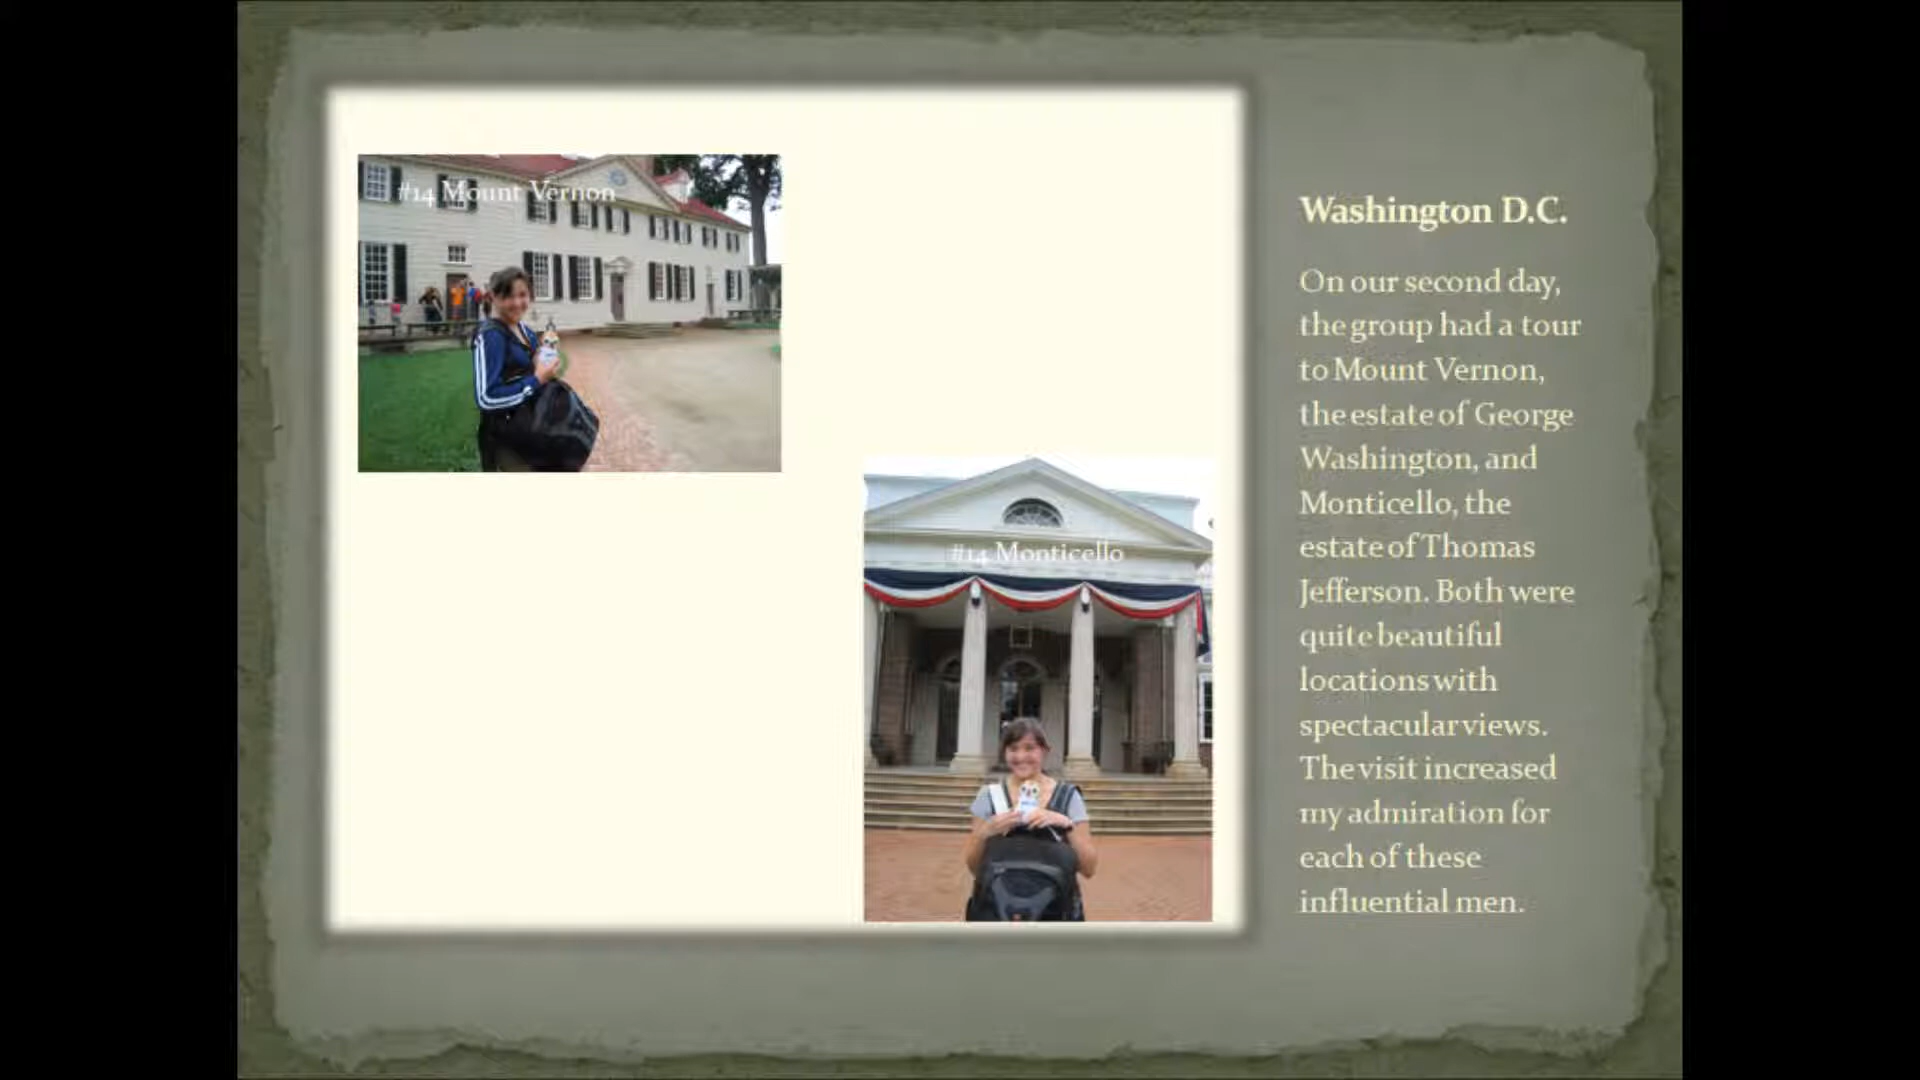 #14 Mount Vernon
#14 Monticello
Washington D.C.
On our second day,
the group had a tour
to Mount Vernon,
the estate of George
Washington, and
Monticello, the
estate of Thomas
Jefferson. Both were
quite beautiful
locations with
spectacular views.
The visit increased
my admiration for
each of these
influential men.